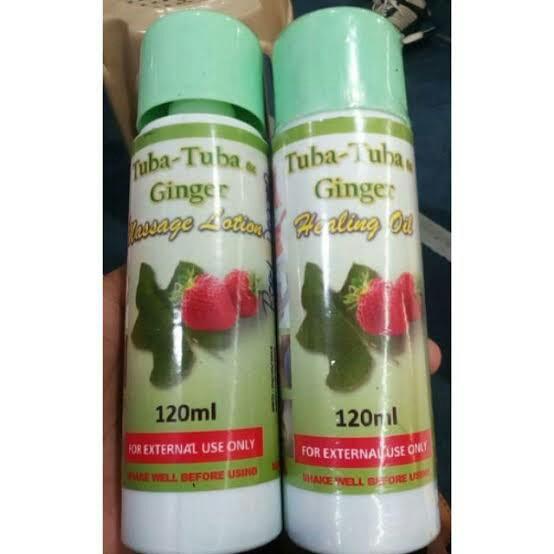 Tuba-Tuba &
Ginger
Massage Lotion
120ml
FOR EXTERNAL USE ONLY
SHAKE WELL BEFORE USING
Tuba-Tuba &
Ginger
Healing Oil
120ml
FOR EXTERNAL USE ONLY
SHAKE WELL BEFORE USING